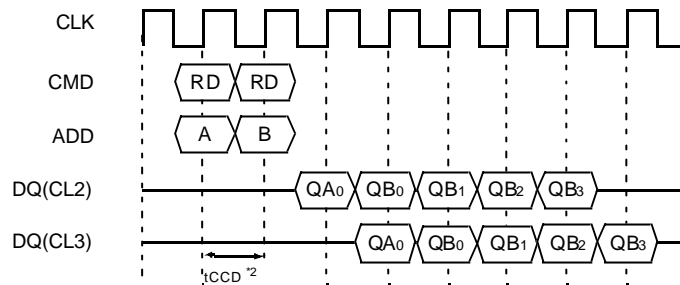 CLK
CMD RD RD
ADD A B
DQ(CL2) QA0 QB0 QB1 QB2 QB3
DQ(CL3) QA0 QB0 QB1 QB2 QB3
tCCD *2